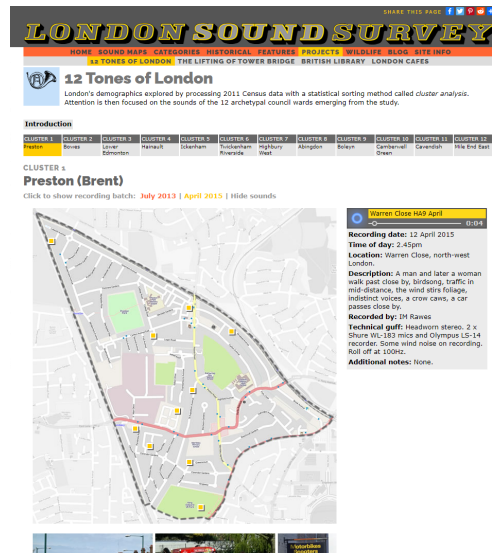 SHARE THIS PAGE
LONDON SOUND SURVEY
HOME SOUND MAPS CATEGORIES HISTORICAL FEATURES PROJECTS WILDLIFE BLOG SITE INFO
12 TONES OF LONDON THE LIFTING OF TOWER BRIDGE BRITISH LIBRARY LONDON CAFES
12 Tones of London
London's demographics explored by processing 2011 Census data with a statistical sorting method called cluster analysis.
Attention is then focused on the sounds of the 12 archetypal council wards emerging from the study.
Introduction
CLUSTER 1 CLUSTER 2 CLUSTER 3 CLUSTER 4 CLUSTER 5 CLUSTER 6 CLUSTER 7 CLUSTER 8 CLUSTER 9 CLUSTER 10 CLUSTER 11 CLUSTER 12
Preston Bowes Lower Hainault Ickenham Twickenham Highbury Abingdon Boleyn Camberwell Cavendish Mile End East
Edmonton Riverside West Green
CLUSTER 1
Preston (Brent)
Click to show recording batch: July 2013 | April 2015 | Hide sounds
Warren Close HA9 April
0:04
Recording date: 12 April 2015
Time of day: 2.45pm
Location: Warren Close, north-west
London.
Description: A man and later a woman
walk past close by, birdsong, traffic in
mid-distance, the wind stirs foliage,
indistinct voices, a crow caws, a car
passes close by.
Recorded by: IM Rawes
Technical guff: Headworn stereo. 2 x
Shure WL-183 mics and Olympus LS-14
recorder. Some wind noise on recording.
Roll off at 100Hz.
Additional notes: None.
Motorbikes
Scooters